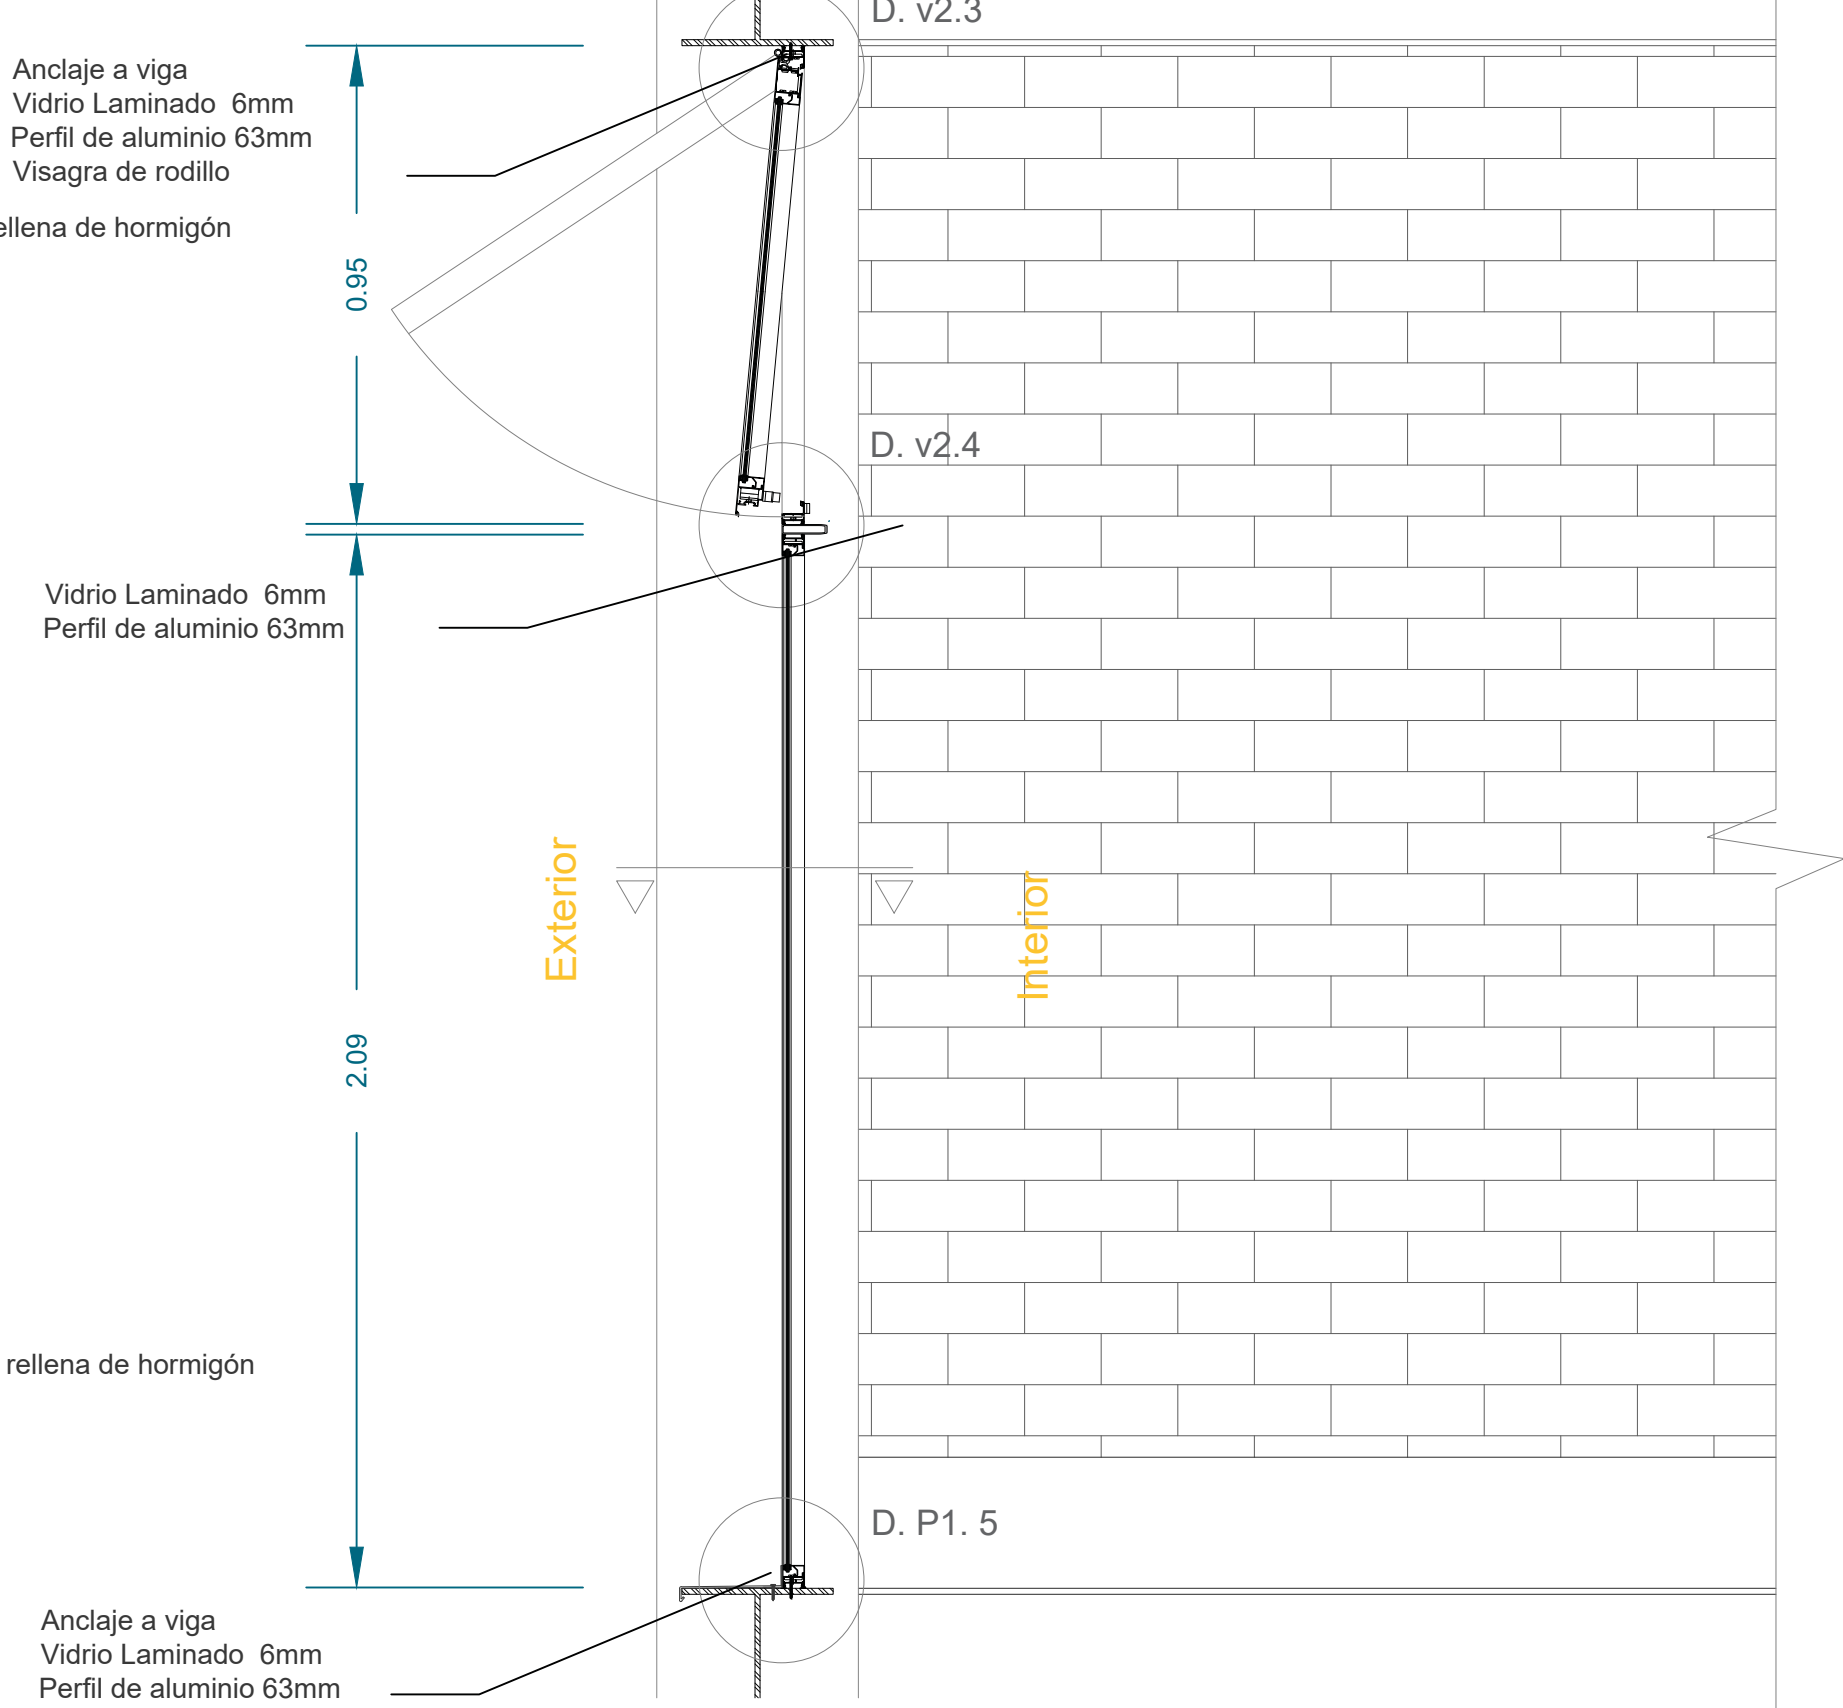 D. v2.3
Anclaje a viga
Vidrio Laminado 6mm
Perfil de aluminio 63mm
Visagra de rodillo
ellena de hormigón
0.95
D. v2.4
Vidrio Laminado 6mm
Perfil de aluminio 63mm
Exterior
Interior
2.09
rellena de hormigón
D. P1. 5
Anclaje a viga
Vidrio Laminado 6mm
Perfil de aluminio 63mm